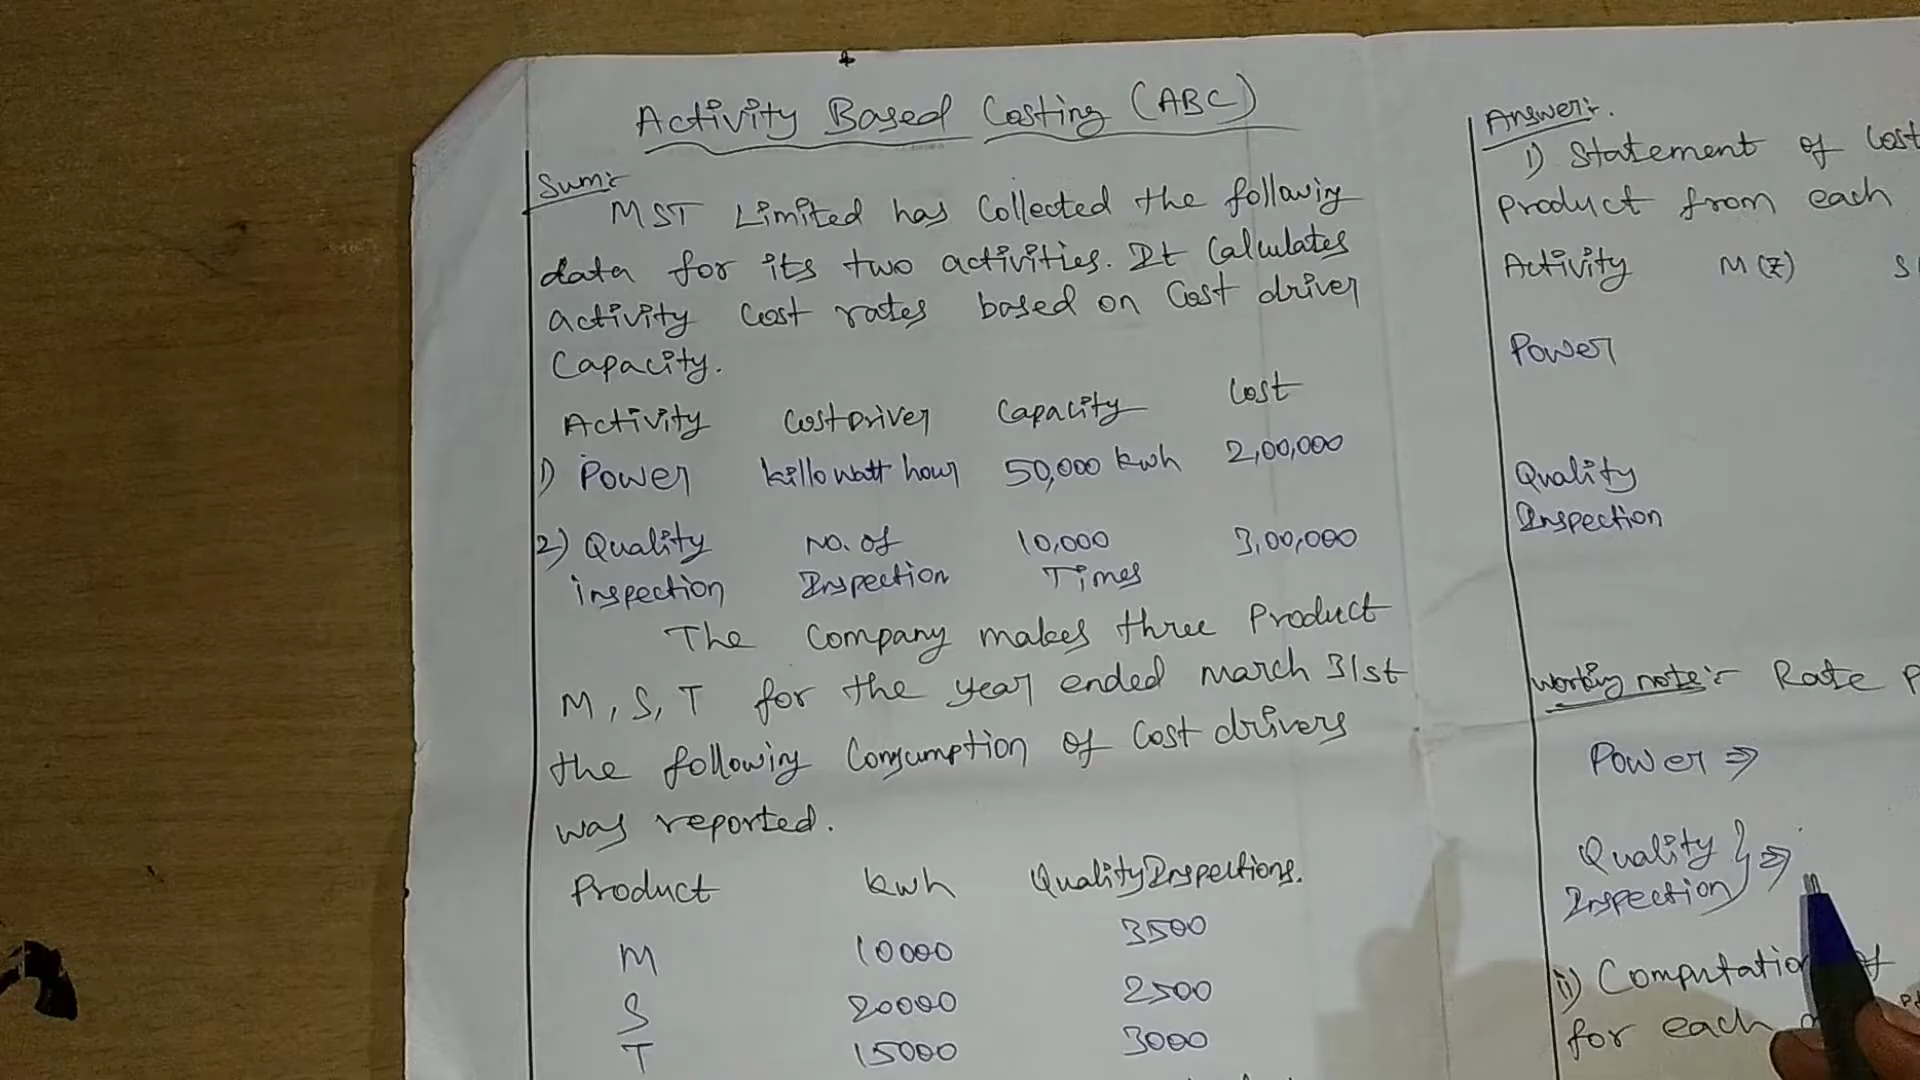 Activity Based Costing (ABC)
Sum:-
MST Limited has Collected the following
data for its two activities. It Calculates
activity Cost rates based on Cost driver
Capacity.
Activity CostDriver Capacity Cost
1) Power killo watt hour 50,000 kwh 2,00,000
2) Quality No. of 10,000 3,00,000
inspection Inspection Times
The Company makes three Product
M, S, T for the year ended march 31st
the following Consumption of Cost drivers
was reported.
Product kwh Quality Inspections.
M 10000 3500
S 20000 2500
T 15000 3000
Answer:-
1) Statement of Cost
Product from each
Activity M(₹) S
Power
Quality
Inspection
Working note:- Rate P
Power ⇒
Quality } ⇒
Inspection
ii) Computation of
for each